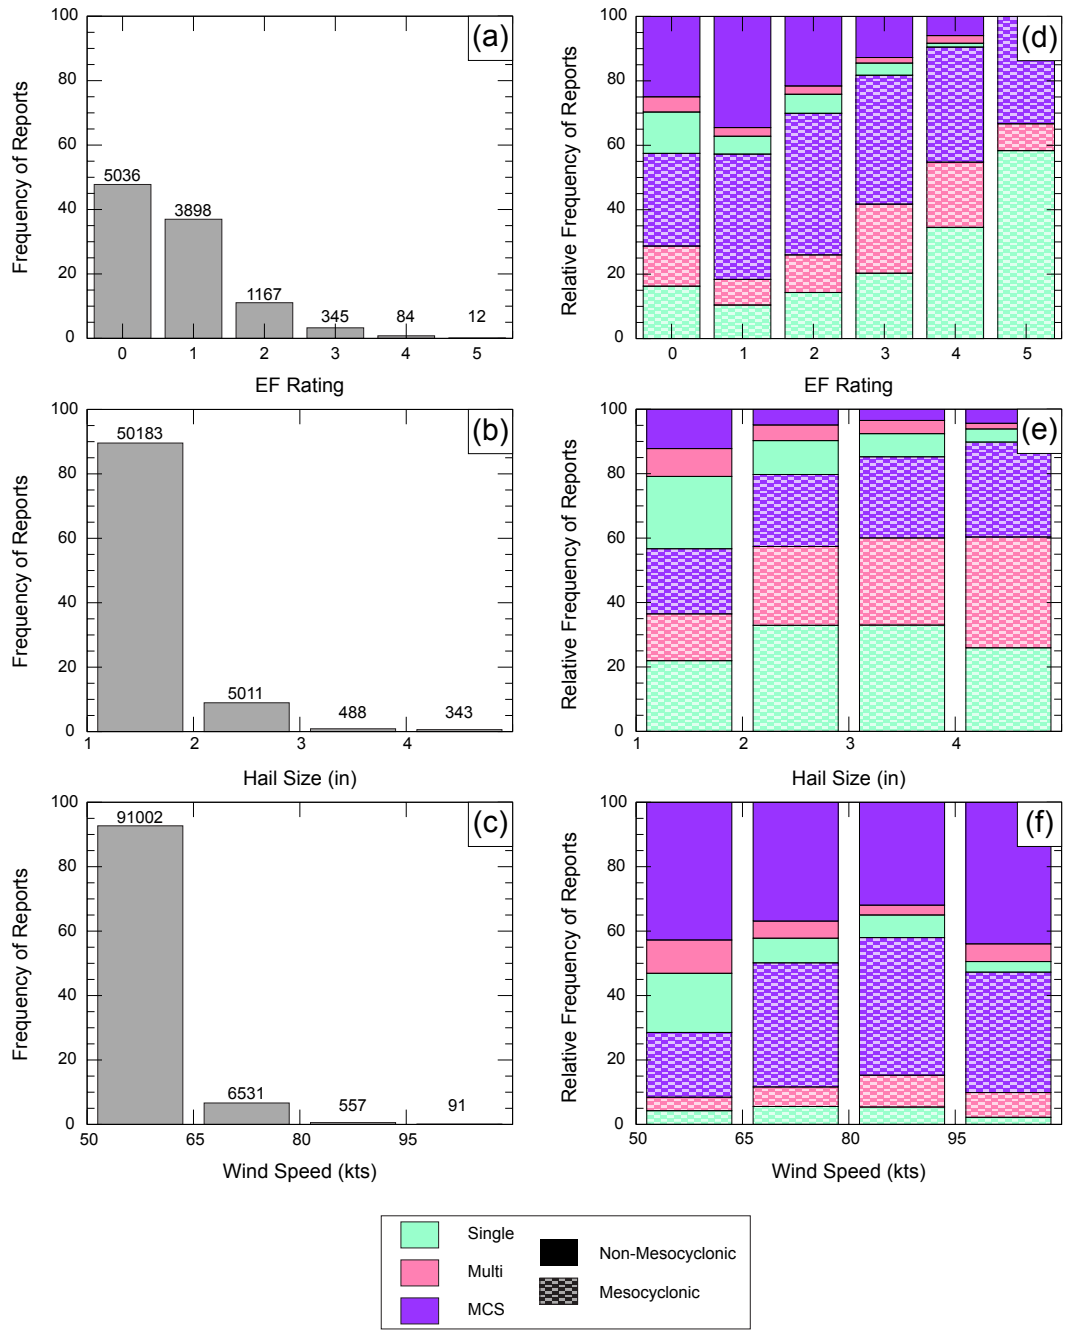 (a)
Frequency of Reports
100
80
60
40
20
0
5036
3898
1167
345
84
12
0 1 2 3 4 5
EF Rating
(d)
Relative Frequency of Reports
100
80
60
40
20
0
0 1 2 3 4 5
EF Rating
(b)
Frequency of Reports
100
80
60
40
20
0
50183
5011
488
343
1 2 3 4
Hail Size (in)
(e)
Relative Frequency of Reports
100
80
60
40
20
0
1 2 3 4
Hail Size (in)
(c)
Frequency of Reports
100
80
60
40
20
0
91002
6531
557
91
50 65 80 95
Wind Speed (kts)
(f)
Relative Frequency of Reports
100
80
60
40
20
0
50 65 80 95
Wind Speed (kts)
Single
Multi
MCS
Non-Mesocyclonic
Mesocyclonic